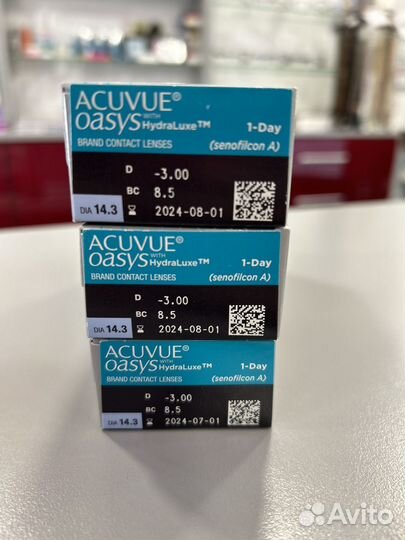 ACUVUE®
oasys WITH HydraLuxe™ 1-Day
BRAND CONTACT LENSES (senofilcon A)
D -3.00
BC 8.5
DIA 14.3 2024-08-01
ACUVUE®
oasys WITH HydraLuxe™ 1-Day
BRAND CONTACT LENSES (senofilcon A)
D -3.00
BC 8.5
DIA 14.3 2024-08-01
ACUVUE®
oasys WITH HydraLuxe™ 1-Day
BRAND CONTACT LENSES (senofilcon A)
D -3.00
BC 8.5
DIA 14.3 2024-07-01
Avito